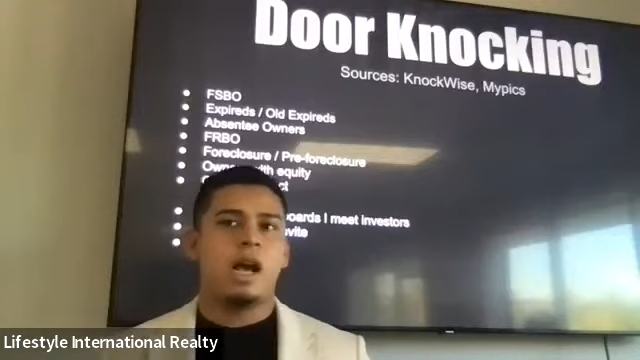 Door Knocking
Sources: KnockWise, Mypics
FSBO
Expireds / Old Expireds
Absentee Owners
FRBO
Foreclosure / Pre-foreclosure
equity
I meet investors
Lifestyle International Realty